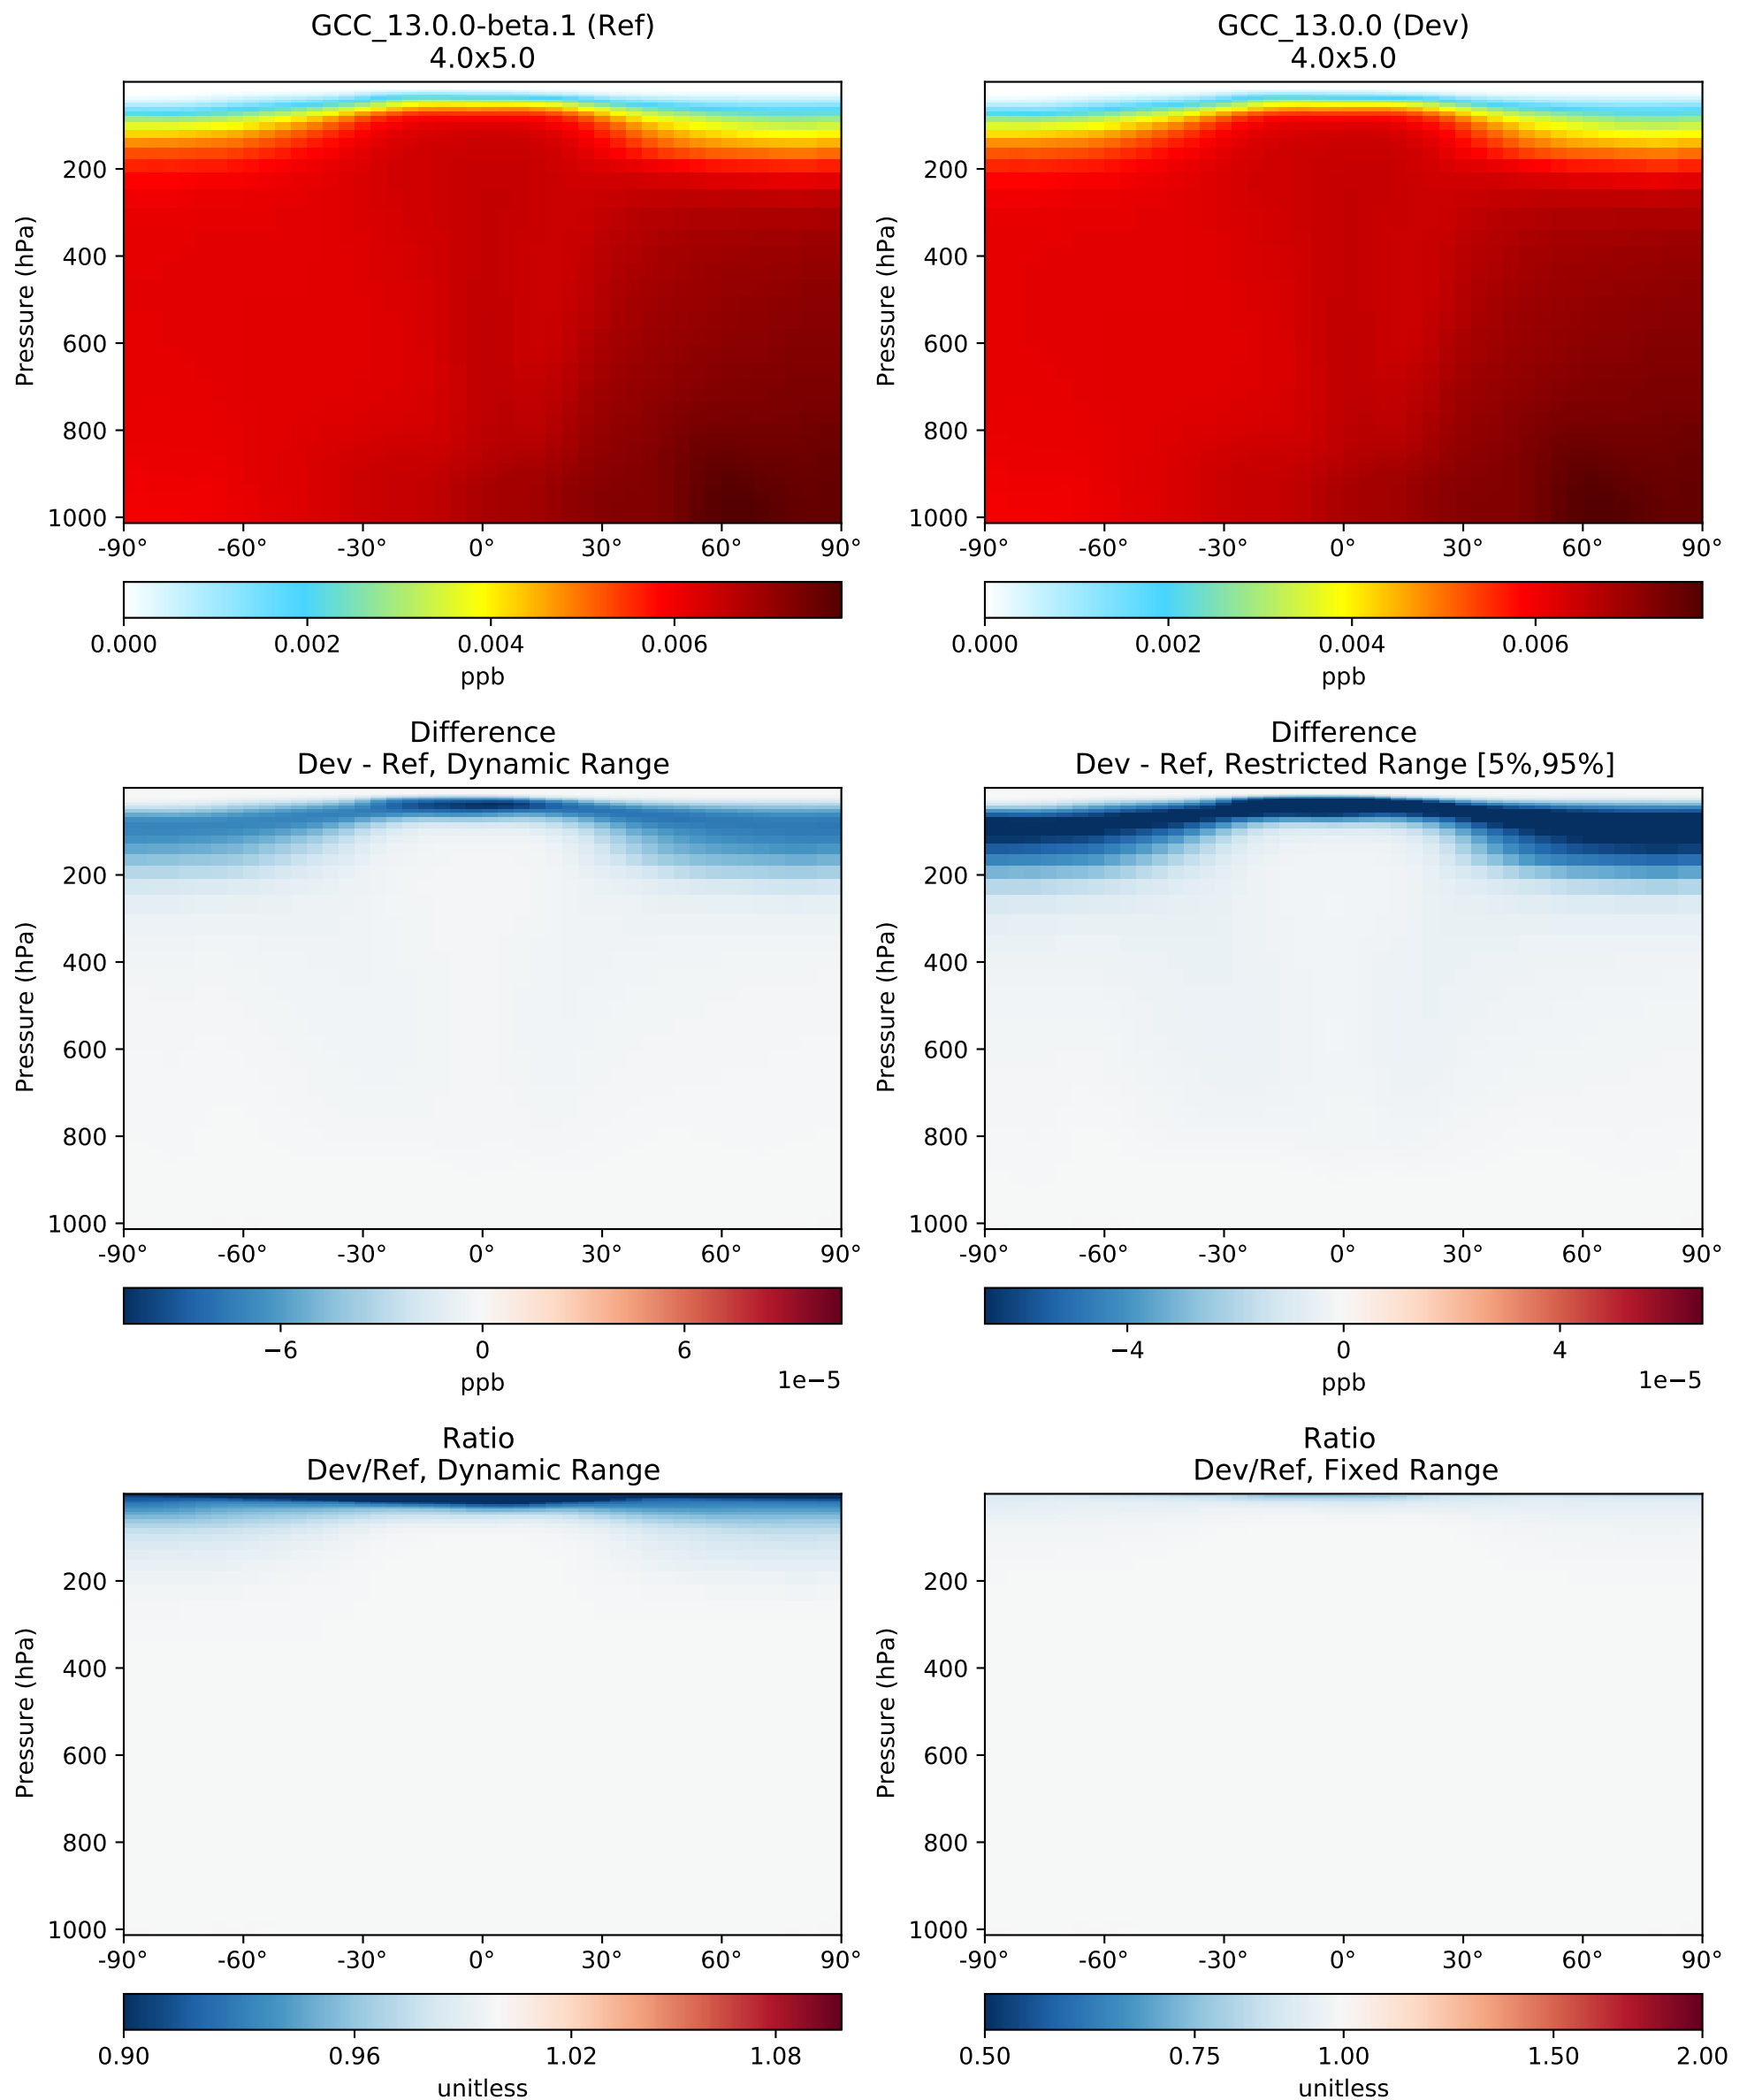 GCC_13.0.0-beta.1 (Ref)
4.0x5.0
GCC_13.0.0 (Dev)
4.0x5.0
Pressure (hPa)
200
400
600
800
1000
-90° -60° -30° 0° 30° 60° 90°
0.000 0.002 0.004 0.006
ppb
Pressure (hPa)
200
400
600
800
1000
-90° -60° -30° 0° 30° 60° 90°
0.000 0.002 0.004 0.006
ppb
Difference
Dev - Ref, Dynamic Range
Difference
Dev - Ref, Restricted Range [5%,95%]
Pressure (hPa)
200
400
600
800
1000
-90° -60° -30° 0° 30° 60° 90°
−6 0 6
ppb
1e−5
Pressure (hPa)
200
400
600
800
1000
-90° -60° -30° 0° 30° 60° 90°
−4 0 4
ppb
1e−5
Ratio
Dev/Ref, Dynamic Range
Ratio
Dev/Ref, Fixed Range
Pressure (hPa)
200
400
600
800
1000
-90° -60° -30° 0° 30° 60° 90°
0.90 0.96 1.02 1.08
unitless
Pressure (hPa)
200
400
600
800
1000
-90° -60° -30° 0° 30° 60° 90°
0.50 0.75 1.00 1.50 2.00
unitless